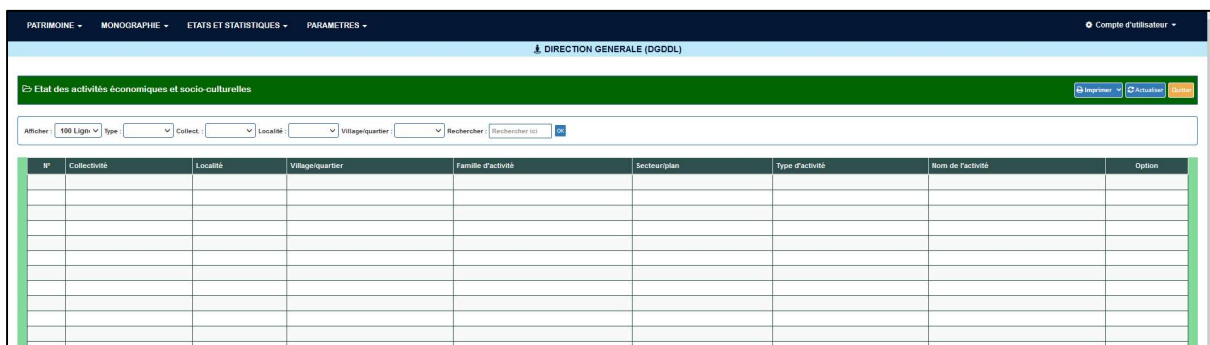 PATRIMOINE MONOGRAPHIE ETATS ET STATISTIQUES PARAMETRES Compte d'utilisateur
DIRECTION GENERALE (DGDDL)
Etat des activités économiques et socio-culturelles Imprimer Actualiser Quitter
Afficher : 100 Lign Type : Collect. : Localité : Village/quartier : Rechercher : Rechercher ici OK
N° Collectivité Localité Village/quartier Famille d'activité Secteur/plan Type d'activité Nom de l'activité Option